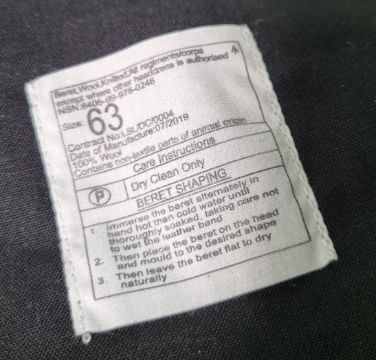 Beret,Wool,Knitted,All regiments/corps
except where other headdress is authorised
NSN:8405-99-978-0246
Size: 63
Contract No:LSL/DC/0004
Date of Manufacture:07/2019
100% Wool
Contains non-textile parts of animal origin
Care Instructions
P Dry Clean Only
BERET SHAPING
1. Immerse the beret alternately in
hand hot then cold water until
thoroughly soaked, taking care not
to wet the leather band
2. Then place the beret on the head
and mould to the desired shape
3. Then leave the beret flat to dry
naturally